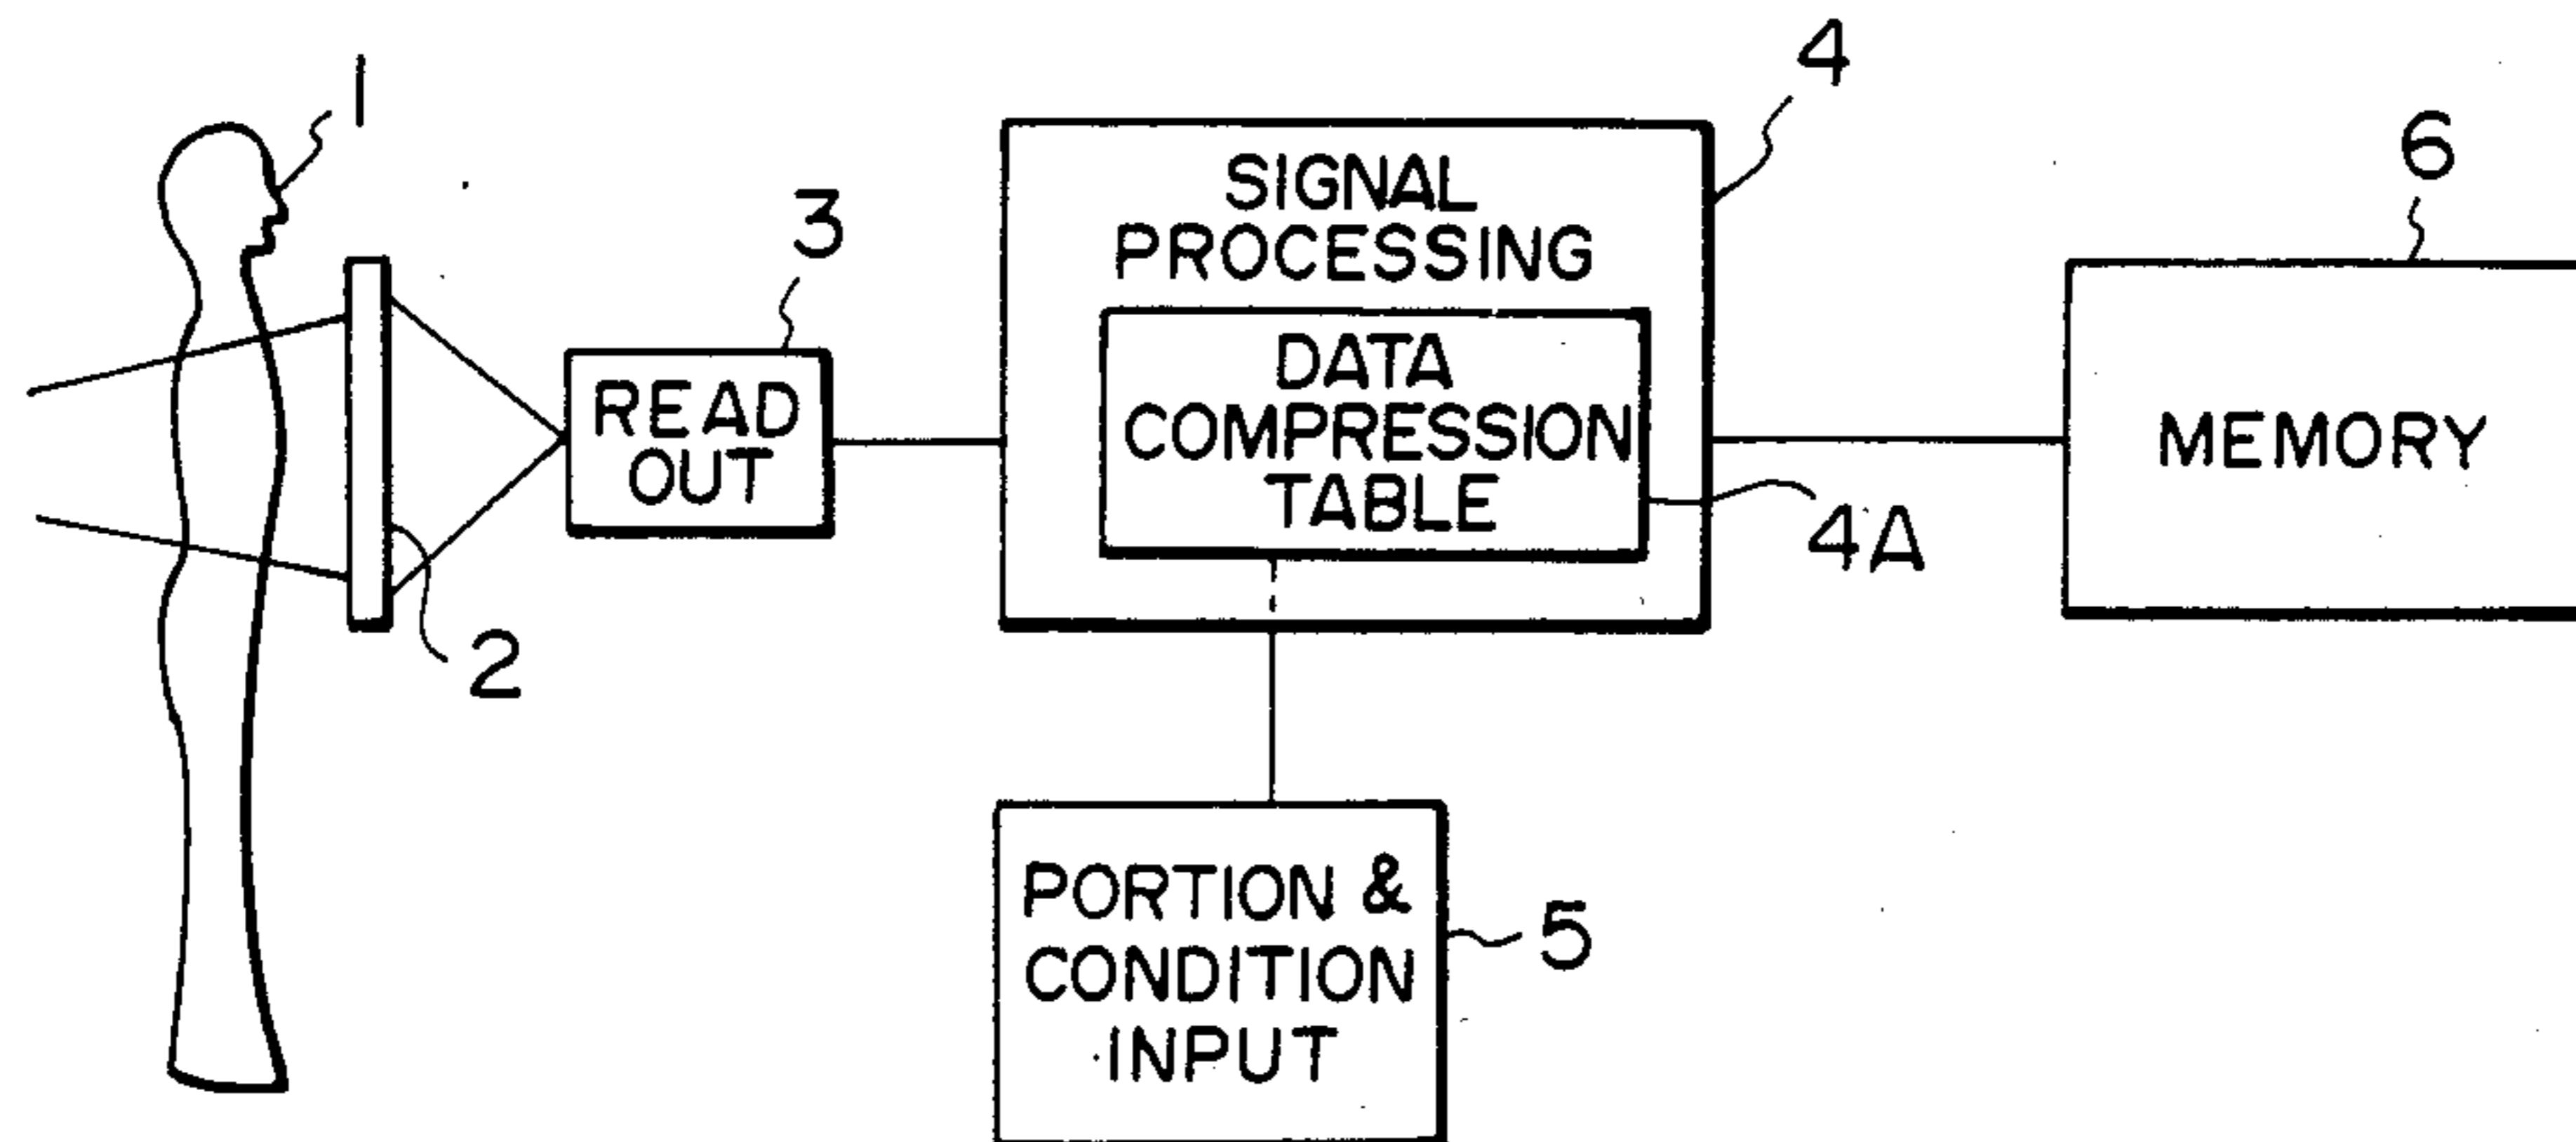 1
2
3
READ
OUT
4
SIGNAL
PROCESSING
DATA
COMPRESSION
TABLE
4A
6
MEMORY
PORTION &
CONDITION
INPUT
5